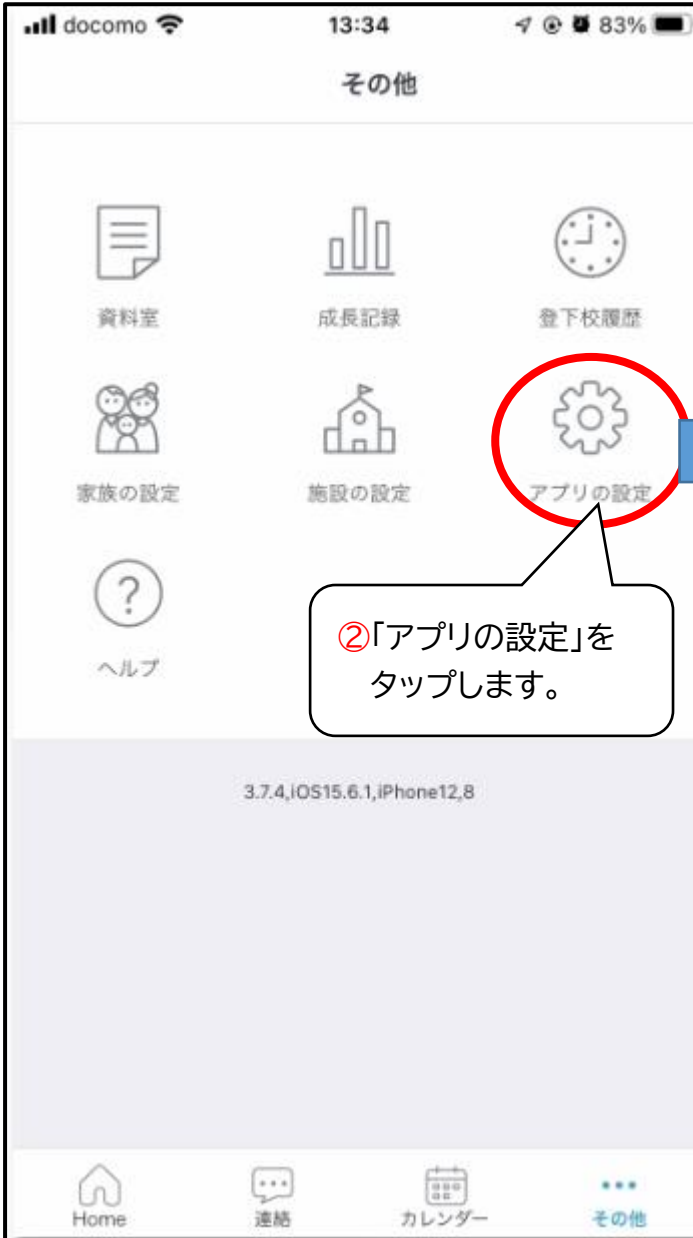 docomo 13:34 83%
その他
資料室 成長記録 登下校履歴
家族の設定 施設の設定 アプリの設定
ヘルプ
②「アプリの設定」を
タップします。
3.7.4,iOS15.6.1,iPhone12,8
Home 連絡 カレンダー その他